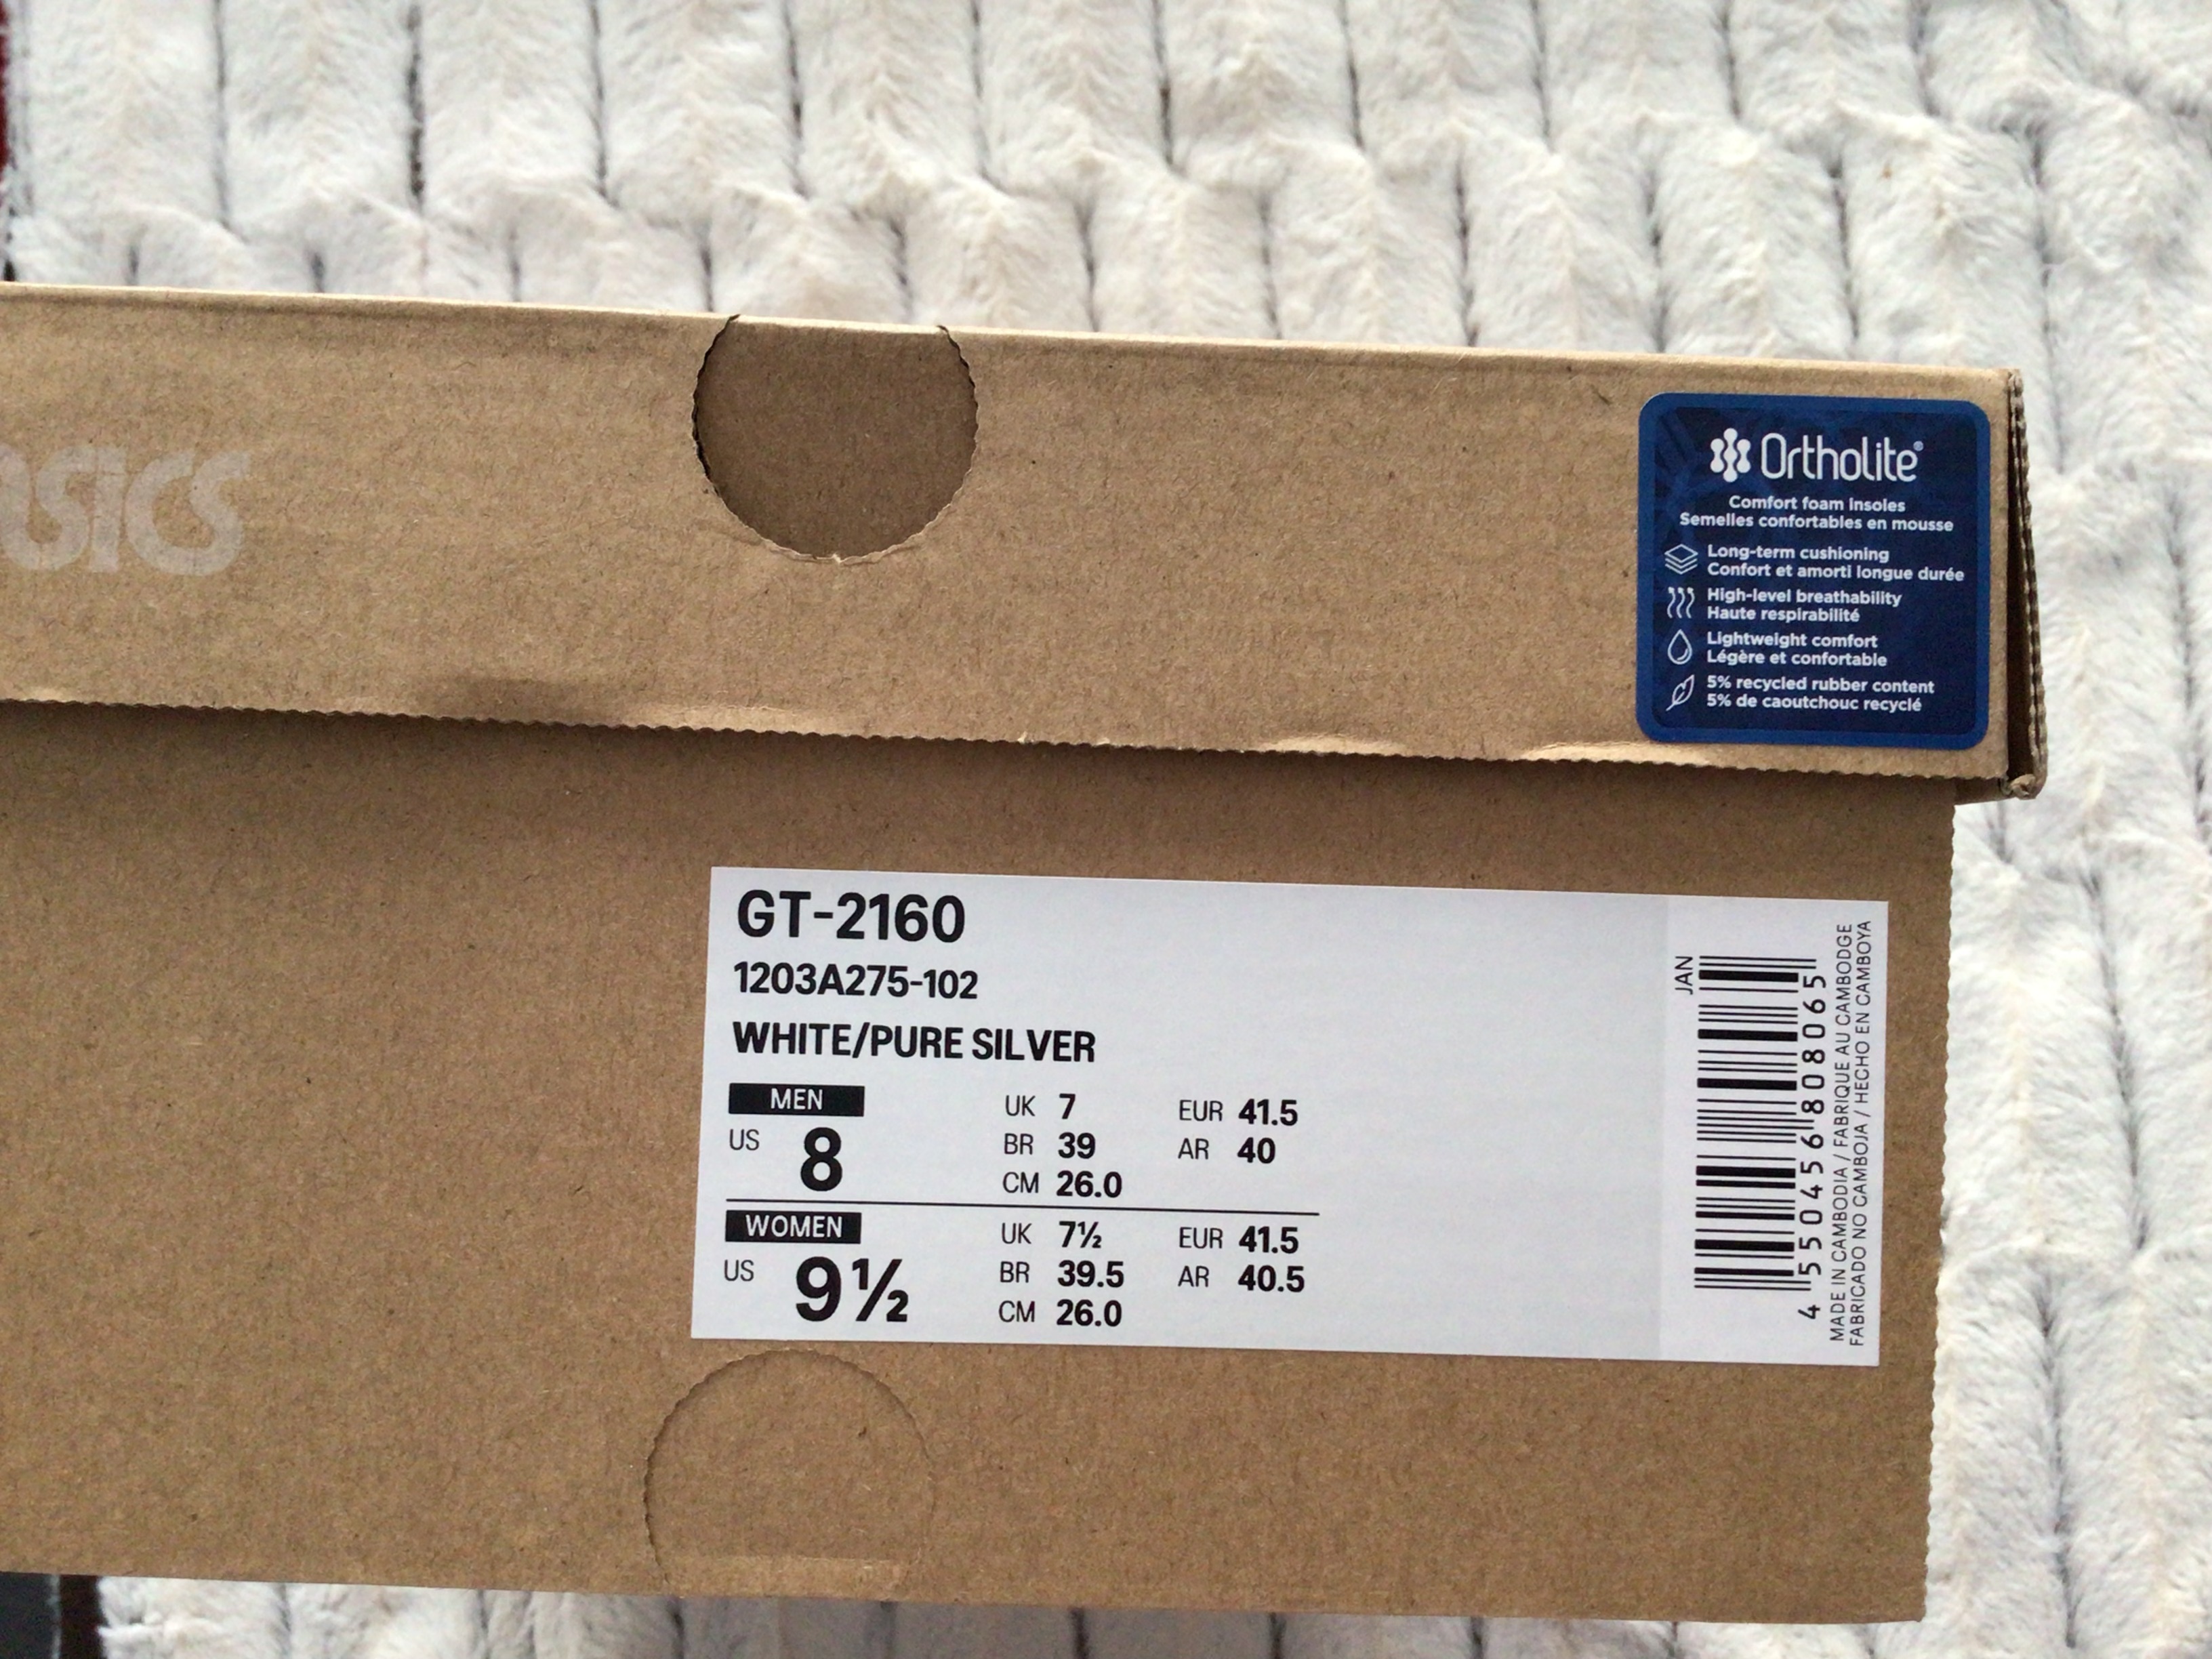 asics
Ortholite®
Comfort foam insoles
Semelles confortables en mousse
Long-term cushioning
Confort et amorti longue durée
High-level breathability
Haute respirabilité
Lightweight comfort
Légère et confortable
5% recycled rubber content
5% de caoutchouc recyclé
GT-2160
1203A275-102
WHITE/PURE SILVER
MEN
US 8
UK 7 EUR 41.5
BR 39 AR 40
CM 26.0
WOMEN
US 9½
UK 7½ EUR 41.5
BR 39.5 AR 40.5
CM 26.0
JAN
4 550456 808065
MADE IN CAMBODIA / FABRIQUE AU CAMBODGE
FABRICADO NO CAMBOJA / HECHO EN CAMBOYA